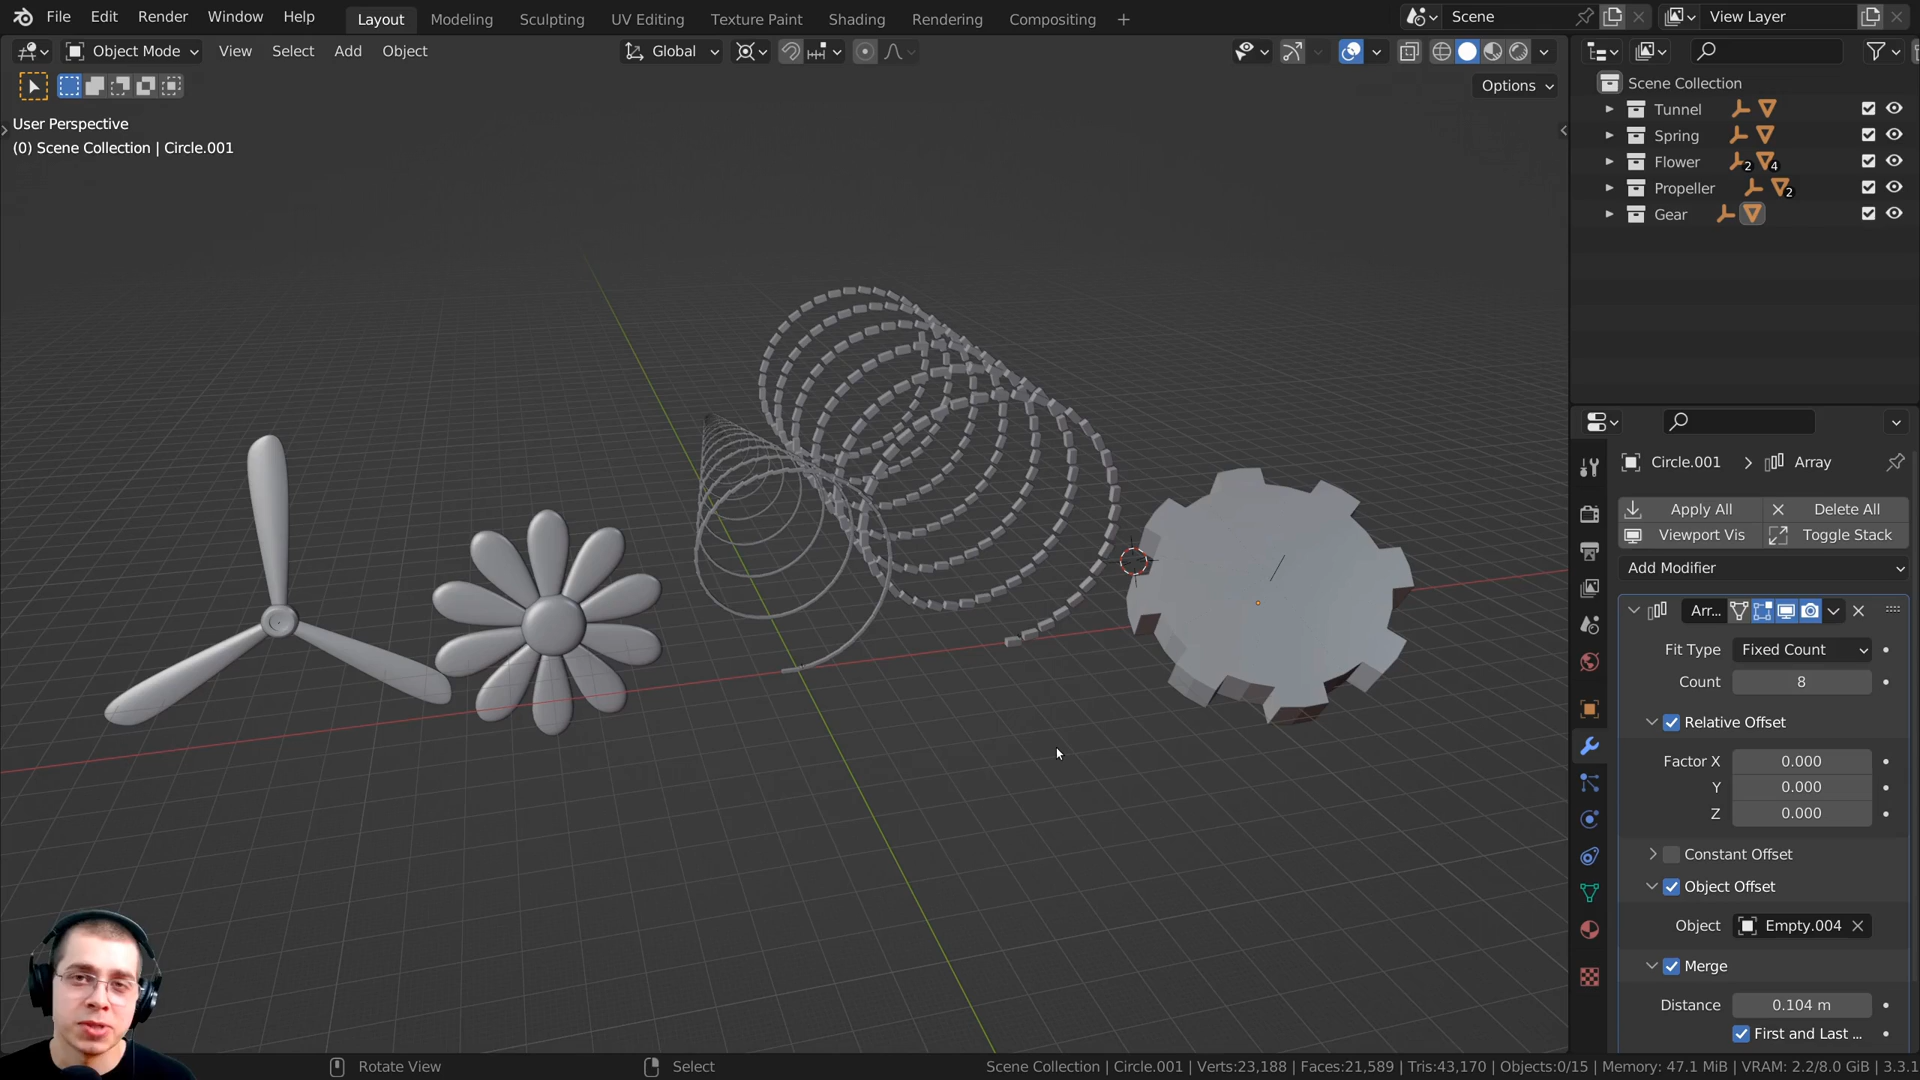 File Edit Render Window Help Layout Modeling Sculpting UV Editing Texture Paint Shading Rendering Compositing + Scene View Layer
Object Mode View Select Add Object Global
Options
User Perspective
(0) Scene Collection | Circle.001
Scene Collection
Tunnel
Spring
Flower 2 4
Propeller 2
Gear
Circle.001 > Array
Apply All Delete All
Viewport Vis Toggle Stack
Add Modifier
Arr...
Fit Type Fixed Count
Count 8
Relative Offset
Factor X 0.000
Y 0.000
Z 0.000
Constant Offset
Object Offset
Object Empty.004
Merge
Distance 0.104 m
First and Last ...
Rotate View Select Scene Collection | Circle.001 | Verts:23,188 | Faces:21,589 | Tris:43,170 | Objects:0/15 | Memory: 47.1 MiB | VRAM: 2.2/8.0 GiB | 3.3.1